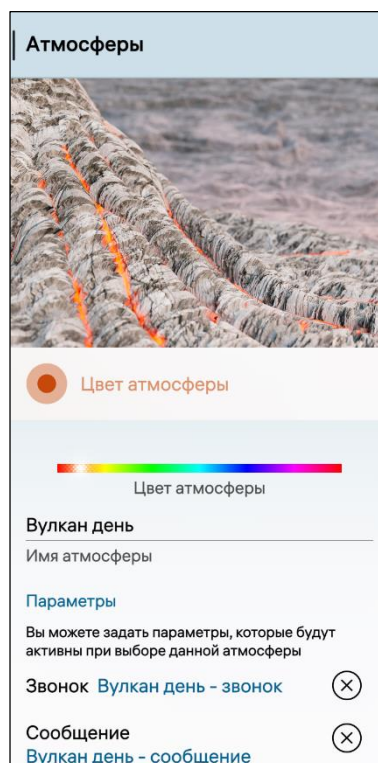 Атмосферы
Цвет атмосферы
Цвет атмосферы
Вулкан день
Имя атмосферы
Параметры
Вы можете задать параметры, которые будут
активны при выборе данной атмосферы
Звонок Вулкан день - звонок
Сообщение
Вулкан день - сообщение